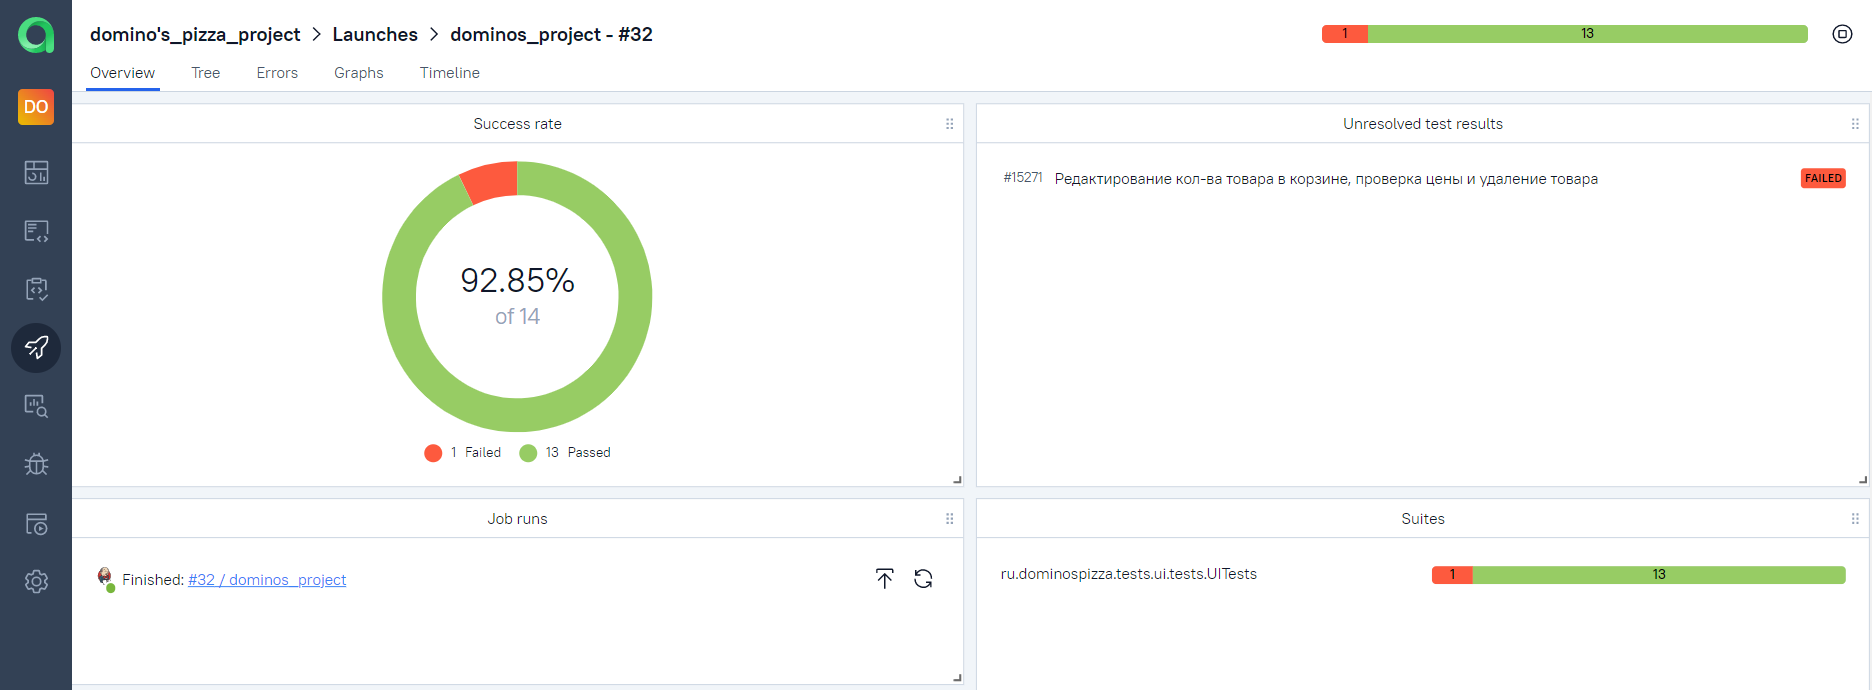 domino's_pizza_project > Launches > dominos_project - #32
1 13
DO
Overview Tree Errors Graphs Timeline
Success rate
92.85%
of 14
1 Failed 13 Passed
Unresolved test results
#15271 Редактирование кол-ва товара в корзине, проверка цены и удаление товара FAILED
Job runs
Finished: #32 / dominos_project
Suites
ru.dominospizza.tests.ui.tests.UITests 1 13